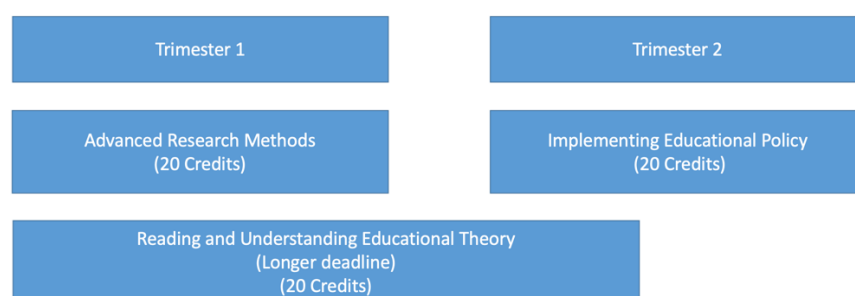 Trimester 1
Trimester 2
Advanced Research Methods
(20 Credits)
Implementing Educational Policy
(20 Credits)
Reading and Understanding Educational Theory
(Longer deadline)
(20 Credits)